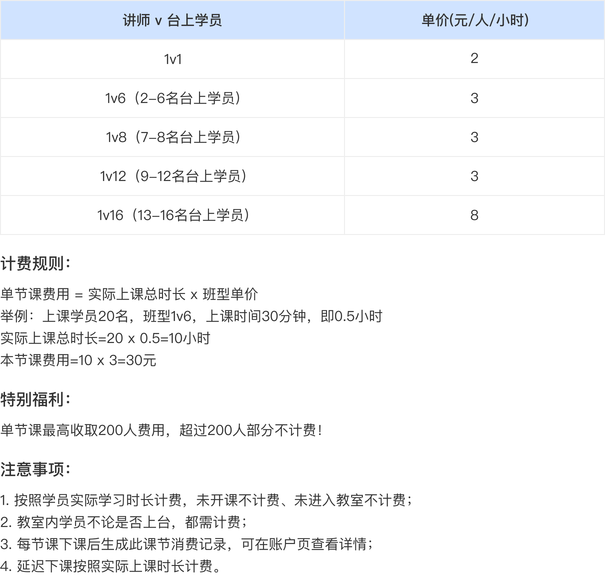 讲师 v 台上学员 单价(元/人/小时)
1v1 2
1v6（2-6名台上学员） 3
1v8（7-8名台上学员） 3
1v12（9-12名台上学员） 3
1v16（13-16名台上学员） 8
计费规则：
单节课费用 = 实际上课总时长 x 班型单价
举例：上课学员20名，班型1v6，上课时间30分钟，即0.5小时
实际上课总时长=20 x 0.5=10小时
本节课费用=10 x 3=30元
特别福利：
单节课最高收取200人费用，超过200人部分不计费！
注意事项：
1. 按照学员实际学习时长计费，未开课不计费、未进入教室不计费；
2. 教室内学员不论是否上台，都需计费；
3. 每节课下课后生成此课节消费记录，可在账户页查看详情；
4. 延迟下课按照实际上课时长计费。